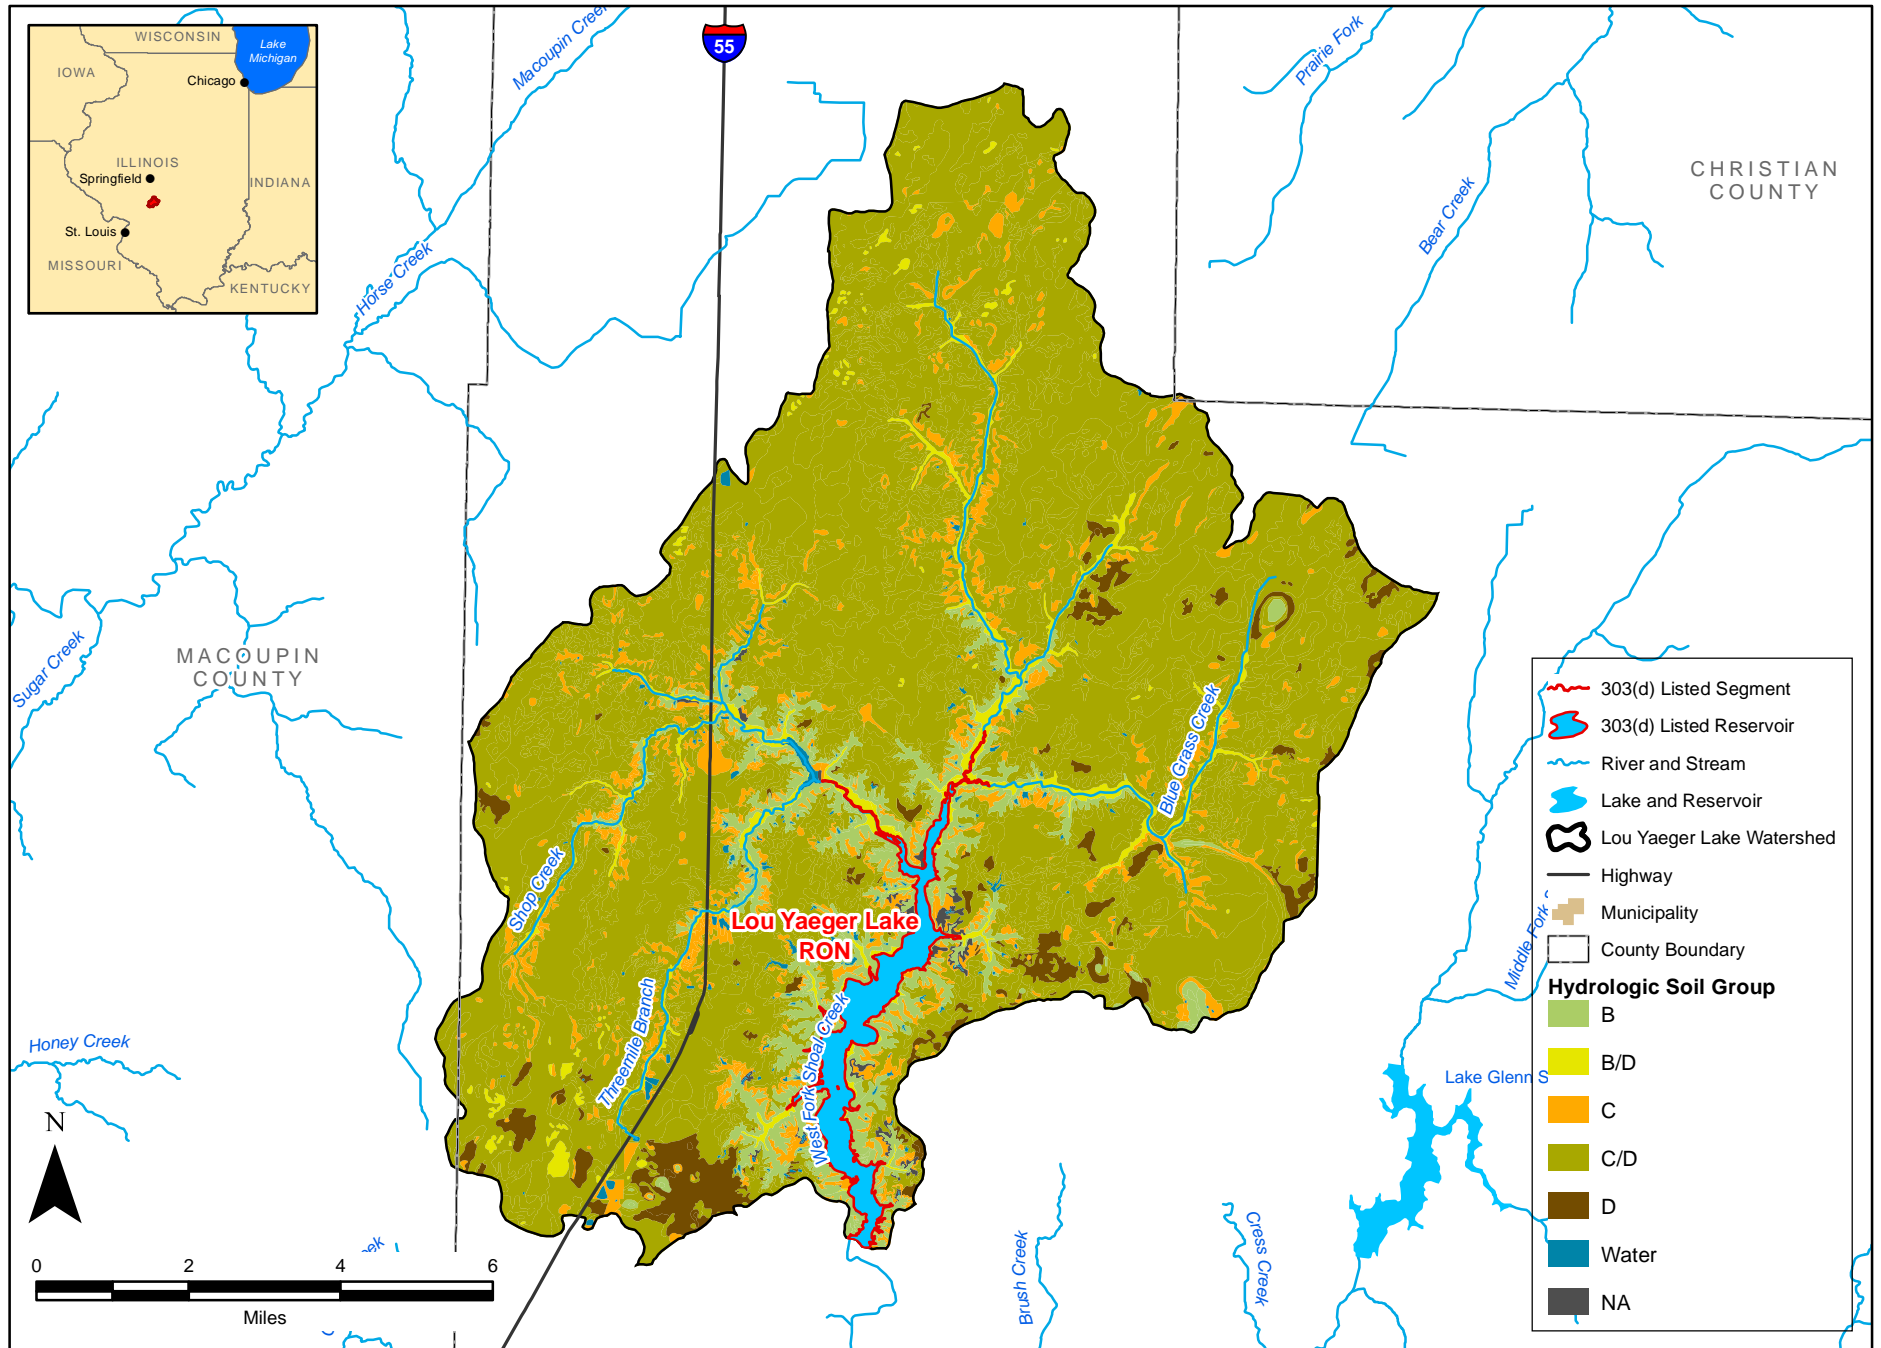 WISCONSIN
Lake
Michigan
IOWA
Chicago
ILLINOIS
Springfield
INDIANA
St. Louis
MISSOURI
KENTUCKY
Macoupin Creek
55
Prairie Fork
CHRISTIAN
COUNTY
Bear Creek
Horse Creek
Sugar Creek
MACOUPIN
COUNTY
Blue Grass Creek
Shop Creek
Lou Yaeger Lake
RON
Threemile Branch
West Fork Shoal Creek
Honey Creek
Middle Fork
Lake Glenn S
Brush Creek
Cress Creek
eek
N
0 2 4 6
Miles
303(d) Listed Segment
303(d) Listed Reservoir
River and Stream
Lake and Reservoir
Lou Yaeger Lake Watershed
Highway
Municipality
County Boundary
Hydrologic Soil Group
B
B/D
C
C/D
D
Water
NA